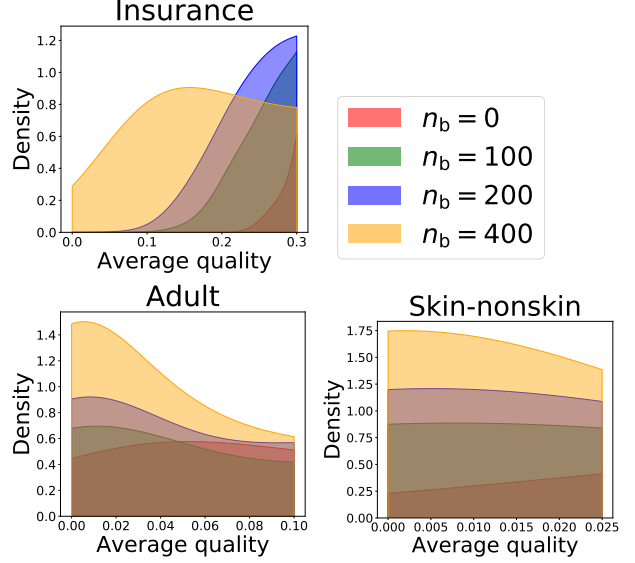 Insurance
Density
1.2
1.0
0.8
0.6
0.4
0.2
0.0
0.0 0.1 0.2 0.3
Average quality
n_b = 0
n_b = 100
n_b = 200
n_b = 400
Adult
Density
1.4
1.2
1.0
0.8
0.6
0.4
0.2
0.0
0.00 0.02 0.04 0.06 0.08 0.10
Average quality
Skin-nonskin
Density
1.75
1.50
1.25
1.00
0.75
0.50
0.25
0.00
0.000 0.005 0.010 0.015 0.020 0.025
Average quality